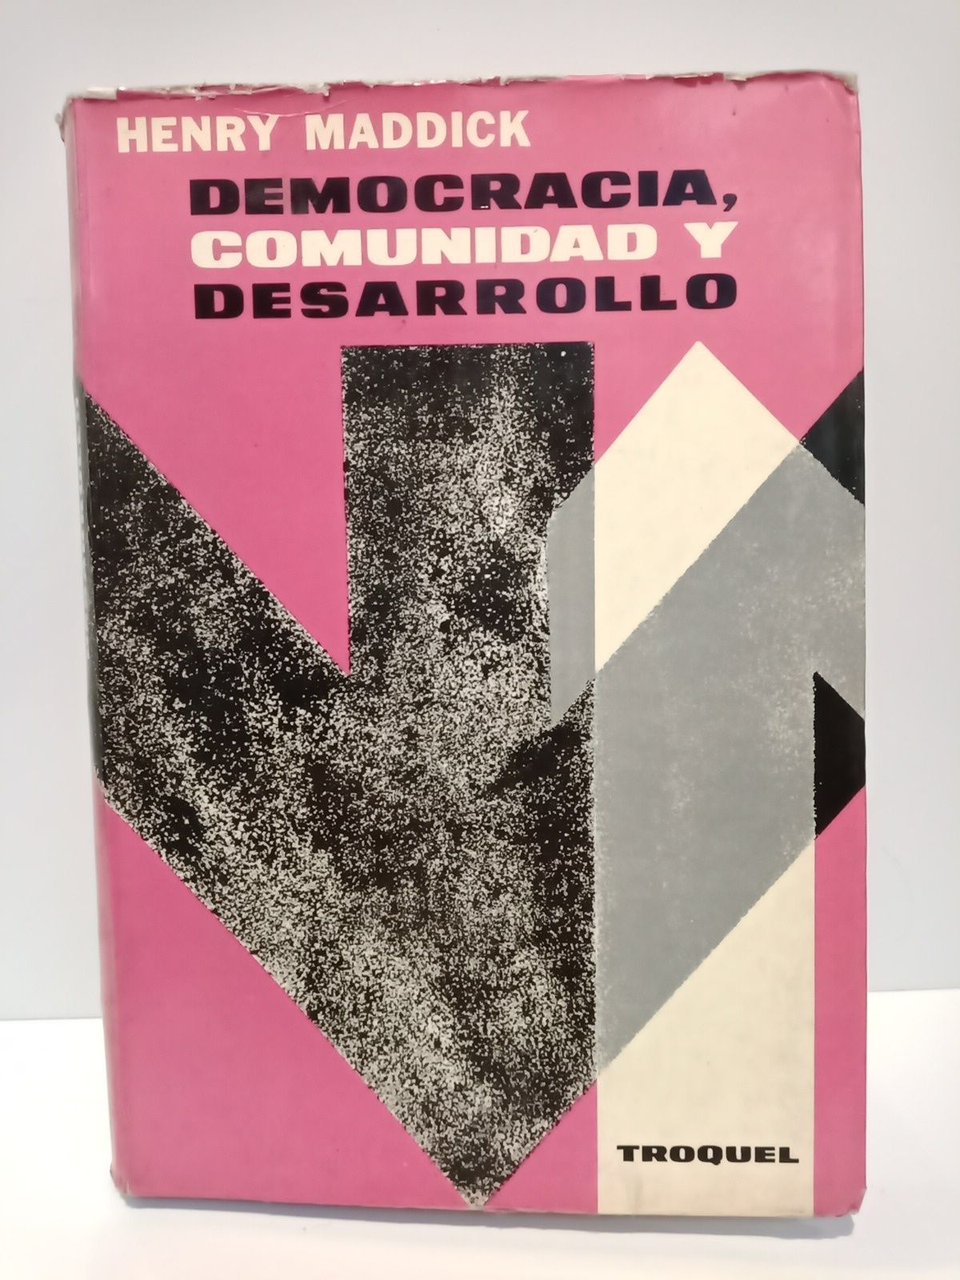 HENRY MADDICK
DEMOCRACIA,
COMUNIDAD Y
DESARROLLO
TROQUEL